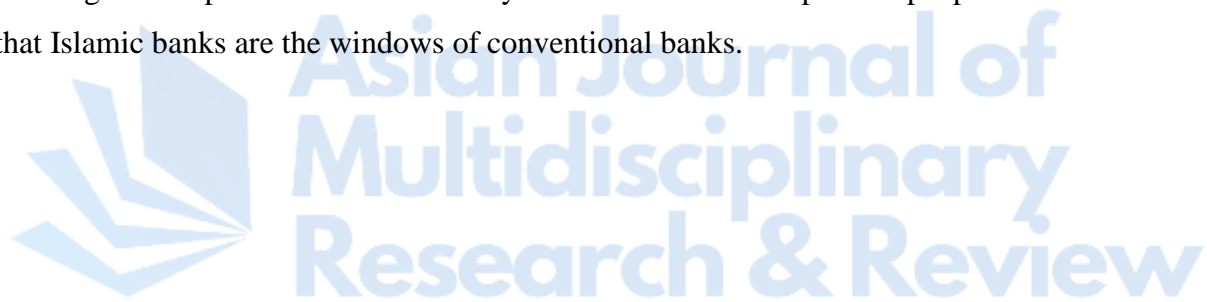 that Islamic banks are the windows of conventional banks.
Asian Journal of
Multidisciplinary
Research & Review